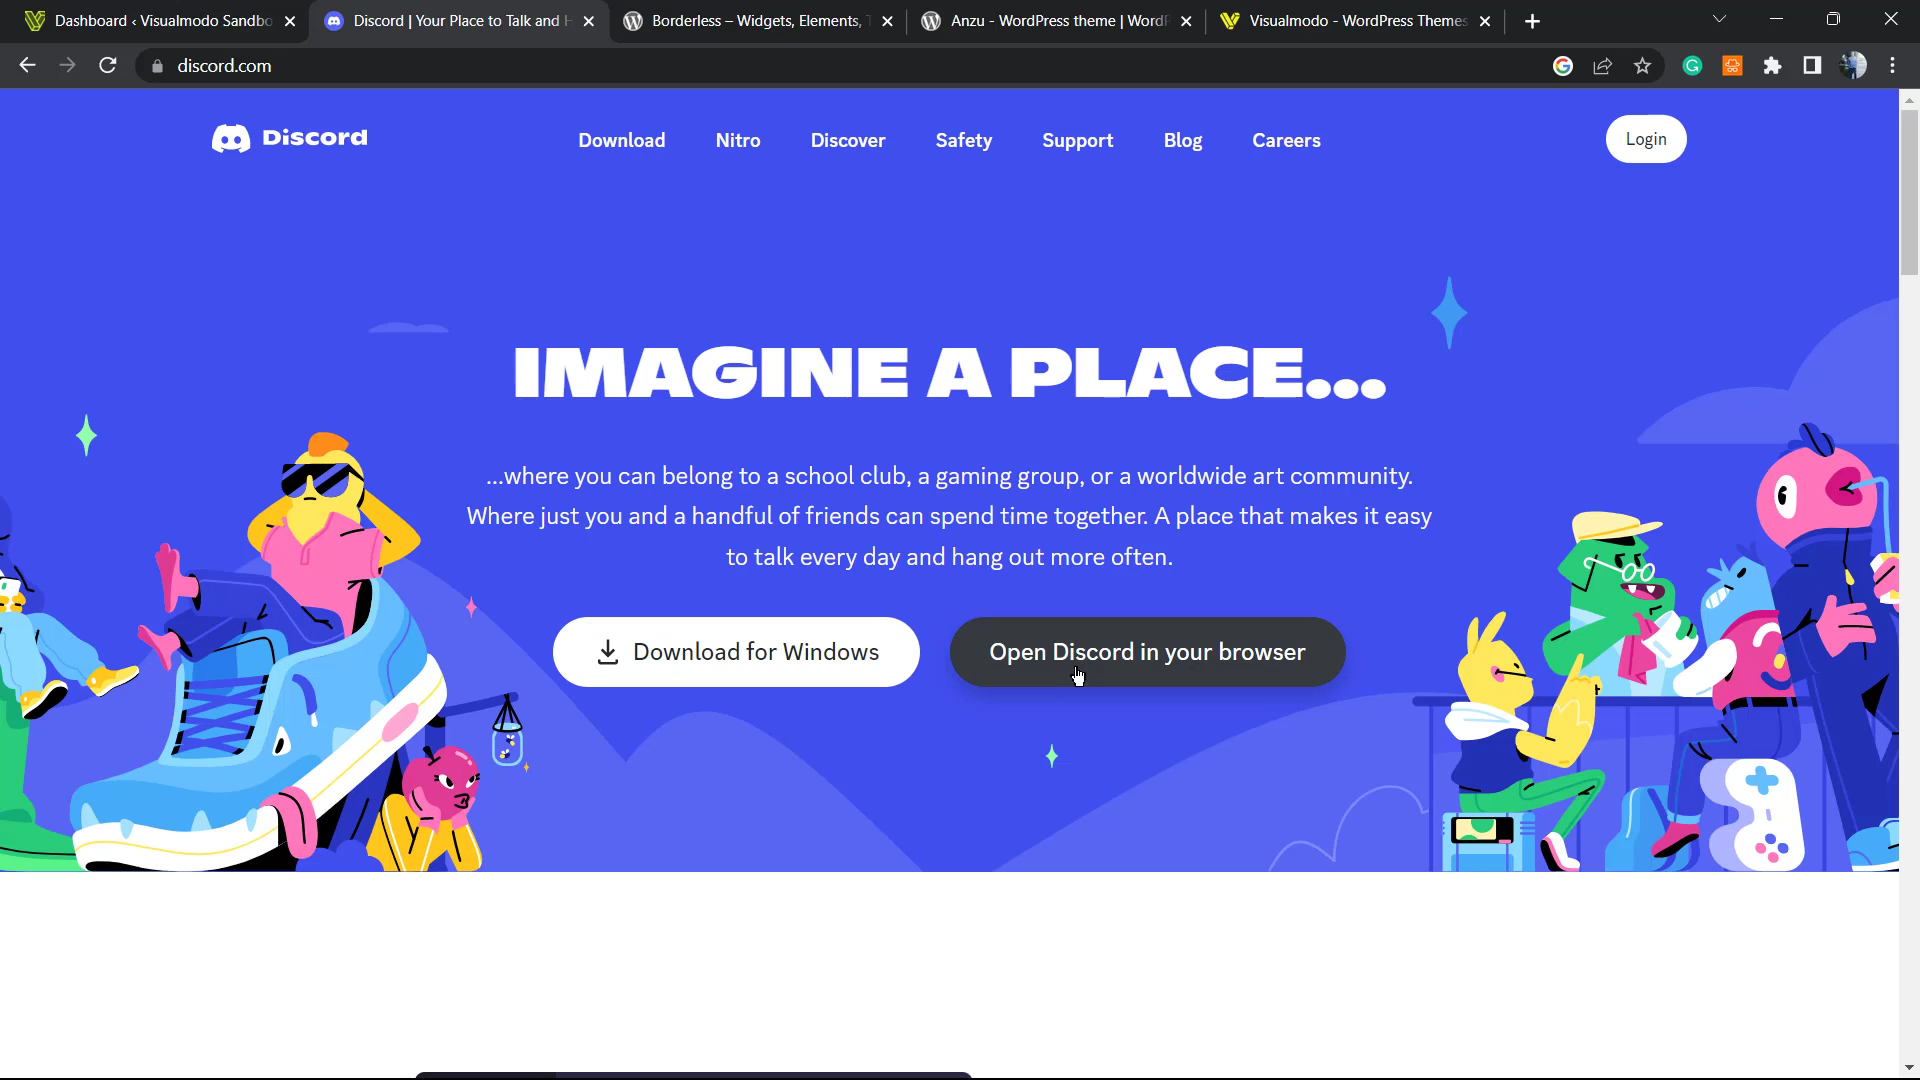 Dashboard ‹ Visualmodo Sandbo
Discord | Your Place to Talk and H
Borderless – Widgets, Elements, T
Anzu - WordPress theme | WordP
Visualmodo - WordPress Themes
discord.com
Discord
Download
Nitro
Discover
Safety
Support
Blog
Careers
Login
IMAGINE A PLACE...
...where you can belong to a school club, a gaming group, or a worldwide art community.
Where just you and a handful of friends can spend time together. A place that makes it easy
to talk every day and hang out more often.
Download for Windows
Open Discord in your browser